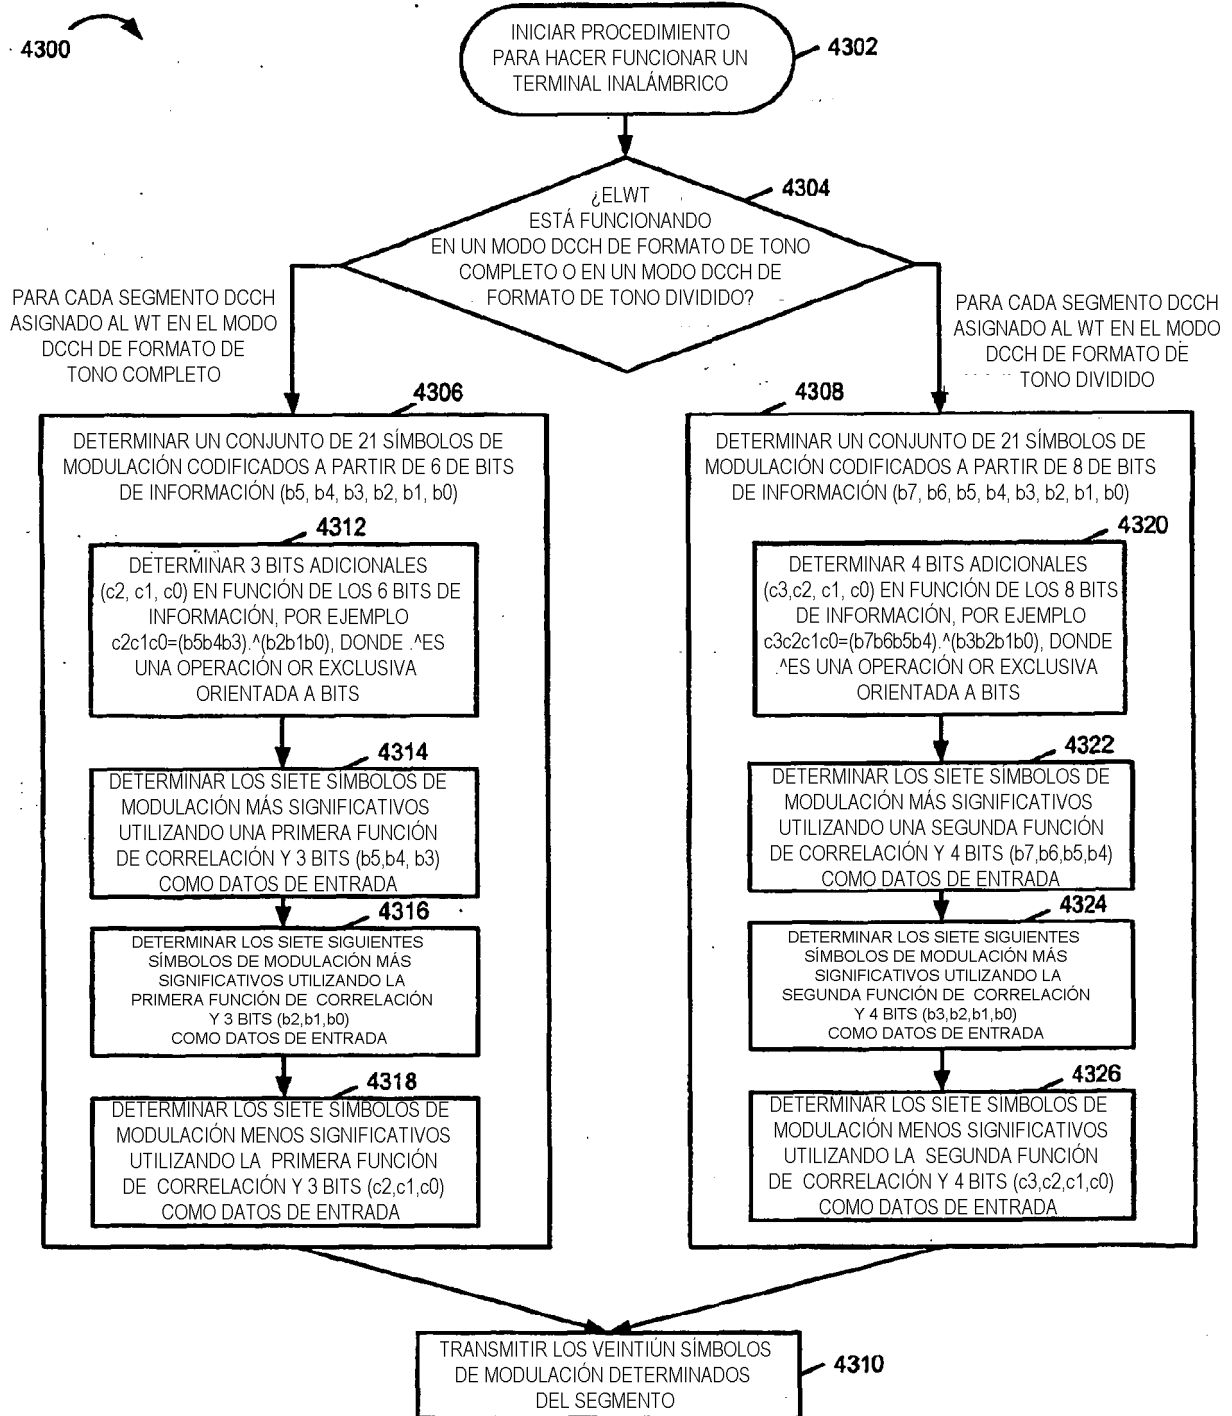 4300
INICIAR PROCEDIMIENTO
PARA HACER FUNCIONAR UN
TERMINAL INALÁMBRICO
4302
4304
¿ELWT
ESTÁ FUNCIONANDO
EN UN MODO DCCH DE FORMATO DE TONO
COMPLETO O EN UN MODO DCCH DE
FORMATO DE TONO DIVIDIDO?
PARA CADA SEGMENTO DCCH
ASIGNADO AL WT EN EL MODO
DCCH DE FORMATO DE
TONO COMPLETO
PARA CADA SEGMENTO DCCH
ASIGNADO AL WT EN EL MODO
DCCH DE FORMATO DE
TONO DIVIDIDO
4306
DETERMINAR UN CONJUNTO DE 21 SÍMBOLOS DE
MODULACIÓN CODIFICADOS A PARTIR DE 6 DE BITS
DE INFORMACIÓN (b5, b4, b3, b2, b1, b0)
4312
DETERMINAR 3 BITS ADICIONALES
(c2, c1, c0) EN FUNCIÓN DE LOS 6 BITS DE
INFORMACIÓN, POR EJEMPLO
c2c1c0=(b5b4b3).^(b2b1b0), DONDE .^ES
UNA OPERACIÓN OR EXCLUSIVA
ORIENTADA A BITS
4314
DETERMINAR LOS SIETE SÍMBOLOS DE
MODULACIÓN MÁS SIGNIFICATIVOS
UTILIZANDO UNA PRIMERA FUNCIÓN
DE CORRELACIÓN Y 3 BITS (b5,b4, b3)
COMO DATOS DE ENTRADA
4316
DETERMINAR LOS SIETE SIGUIENTES
SÍMBOLOS DE MODULACIÓN MÁS
SIGNIFICATIVOS UTILIZANDO LA
PRIMERA FUNCIÓN DE CORRELACIÓN
Y 3 BITS (b2,b1,b0)
COMO DATOS DE ENTRADA
4318
DETERMINAR LOS SIETE SÍMBOLOS DE
MODULACIÓN MENOS SIGNIFICATIVOS
UTILIZANDO LA PRIMERA FUNCIÓN
DE CORRELACIÓN Y 3 BITS (c2,c1,c0)
COMO DATOS DE ENTRADA
4308
DETERMINAR UN CONJUNTO DE 21 SÍMBOLOS DE
MODULACIÓN CODIFICADOS A PARTIR DE 8 DE BITS
DE INFORMACIÓN (b7, b6, b5, b4, b3, b2, b1, b0)
4320
DETERMINAR 4 BITS ADICIONALES
(c3,c2, c1, c0) EN FUNCIÓN DE LOS 8 BITS
DE INFORMACIÓN, POR EJEMPLO
c3c2c1c0=(b7b6b5b4).^(b3b2b1b0), DONDE
.^ES UNA OPERACIÓN OR EXCLUSIVA
ORIENTADA A BITS
4322
DETERMINAR LOS SIETE SÍMBOLOS DE
MODULACIÓN MÁS SIGNIFICATIVOS
UTILIZANDO UNA SEGUNDA FUNCIÓN
DE CORRELACIÓN Y 4 BITS (b7,b6,b5,b4)
COMO DATOS DE ENTRADA
4324
DETERMINAR LOS SIETE SIGUIENTES
SÍMBOLOS DE MODULACIÓN MÁS
SIGNIFICATIVOS UTILIZANDO LA
SEGUNDA FUNCIÓN DE CORRELACIÓN
Y 4 BITS (b3,b2,b1,b0)
COMO DATOS DE ENTRADA
4326
DETERMINAR LOS SIETE SÍMBOLOS DE
MODULACIÓN MENOS SIGNIFICATIVOS
UTILIZANDO LA SEGUNDA FUNCIÓN
DE CORRELACIÓN Y 4 BITS (c3,c2,c1,c0)
COMO DATOS DE ENTRADA
TRANSMITIR LOS VEINTIÚN SÍMBOLOS
DE MODULACIÓN DETERMINADOS
DEL SEGMENTO
4310